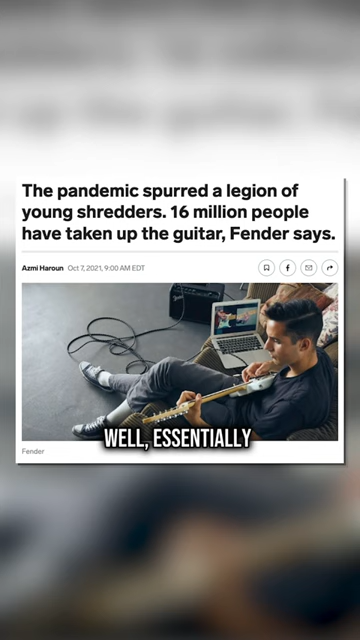 The pandemic spurred a legion of
young shredders. 16 million people
have taken up the guitar, Fender says.
Azmi Haroun Oct 7, 2021, 9:00 AM EDT
WELL, ESSENTIALLY
Fender